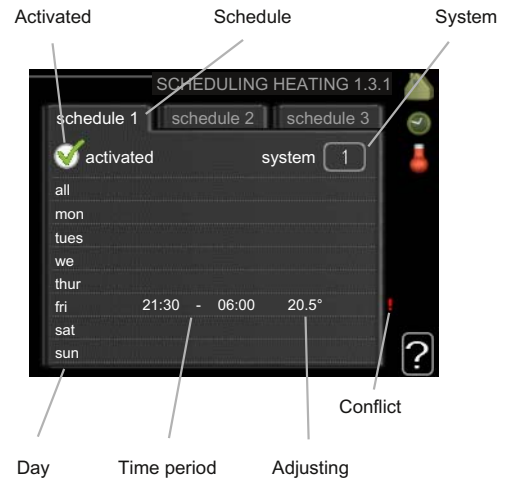 Activated Schedule System
SCHEDULING HEATING 1.3.1
schedule 1 schedule 2 schedule 3
activated system 1
all
mon
tues
we
thur
fri 21:30 - 06:00 20.5° !
sat
sun
?
Conflict
Day Time period Adjusting